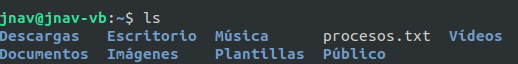 jnav@jnav-vb:~$ ls
Descargas Escritorio Música procesos.txt Vídeos
Documentos Imágenes Plantillas Público